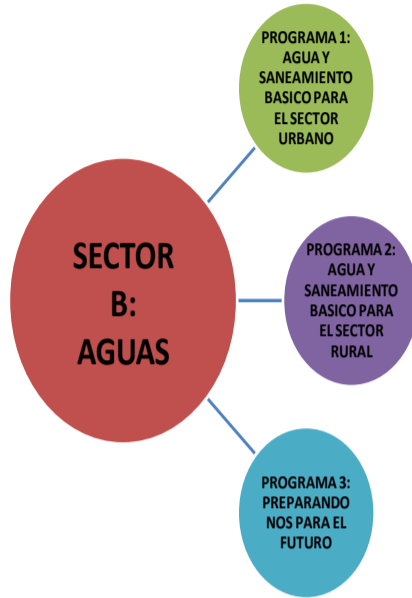 SECTOR
B:
AGUAS
PROGRAMA 1:
AGUA Y
SANEAMIENTO
BASICO PARA
EL SECTOR
URBANO
PROGRAMA 2:
AGUA Y
SANEAMIENTO
BASICO PARA
EL SECTOR
RURAL
PROGRAMA 3:
PREPARANDO
NOS PARA EL
FUTURO